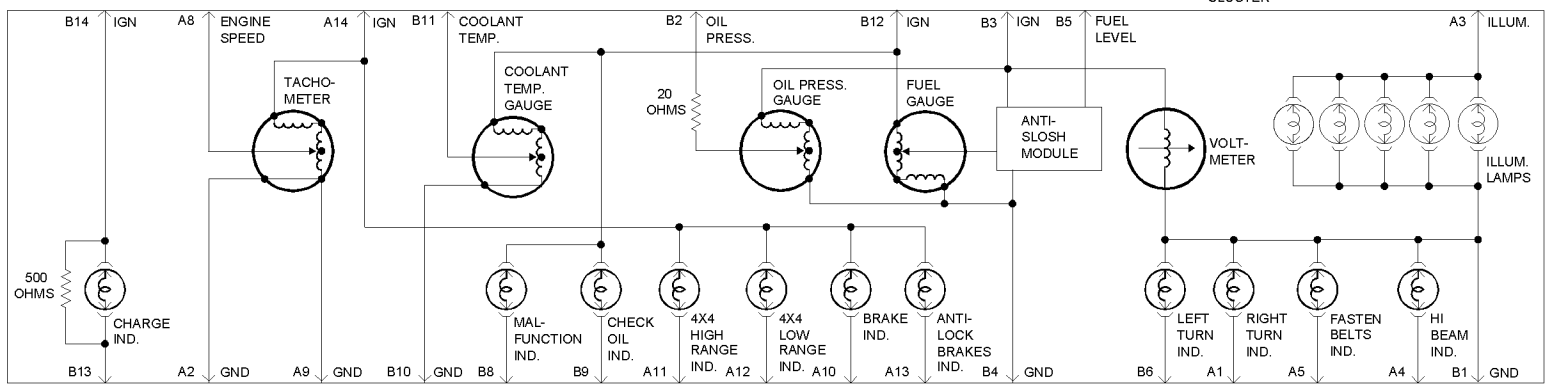 CLUSTER
B14 IGN
A8 ENGINE
SPEED
A14 IGN
B11 COOLANT
TEMP.
B2 OIL
PRESS.
B12 IGN
B3 IGN
B5 FUEL
LEVEL
A3 ILLUM.
TACHO-
METER
COOLANT
TEMP.
GAUGE
20
OHMS
OIL PRESS.
GAUGE
FUEL
GAUGE
ANTI-
SLOSH
MODULE
VOLT-
METER
ILLUM.
LAMPS
500
OHMS
CHARGE
IND.
MAL-
FUNCTION
IND.
CHECK
OIL
IND.
4X4
HIGH
RANGE
IND.
4X4
LOW
RANGE
IND.
BRAKE
IND.
ANTI-
LOCK
BRAKES
IND.
LEFT
TURN
IND.
RIGHT
TURN
IND.
FASTEN
BELTS
IND.
HI
BEAM
IND.
B13
A2 GND
A9 GND
B10 GND
B8
B9
A11
A12
A10
A13
B4 GND
B6
A1
A5
A4
B1 GND